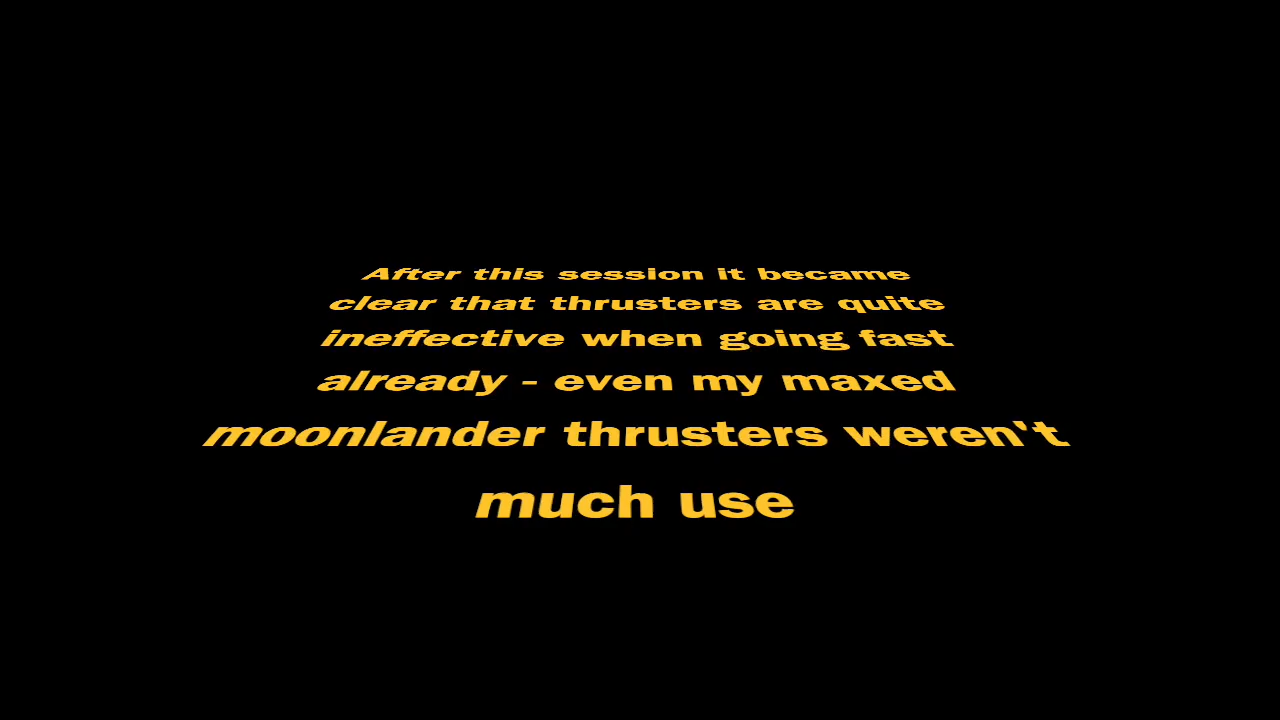 After this session it became
clear that thrusters are quite
ineffective when going fast
already - even my maxed
moonlander thrusters weren't
much use